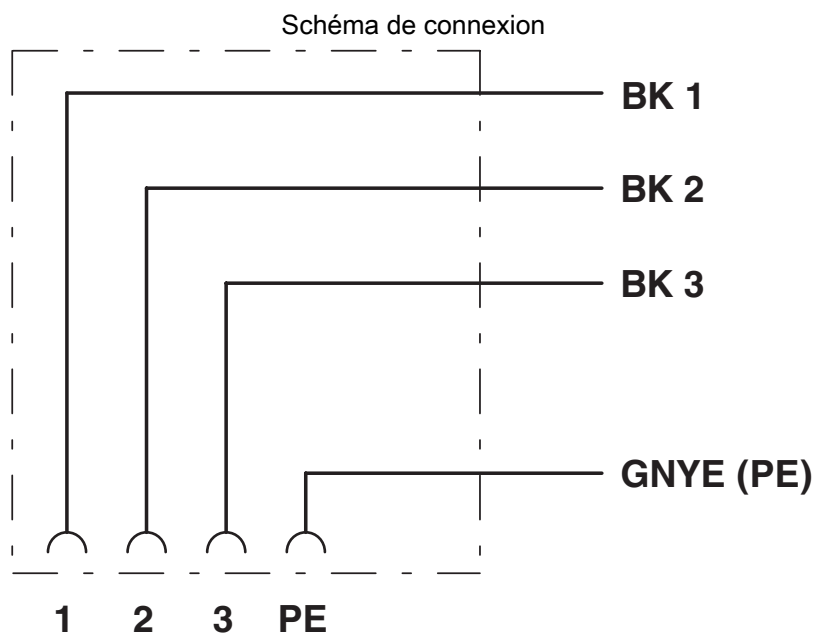 Schéma de connexion
BK 1
BK 2
BK 3
GNYE (PE)
1 2 3 PE